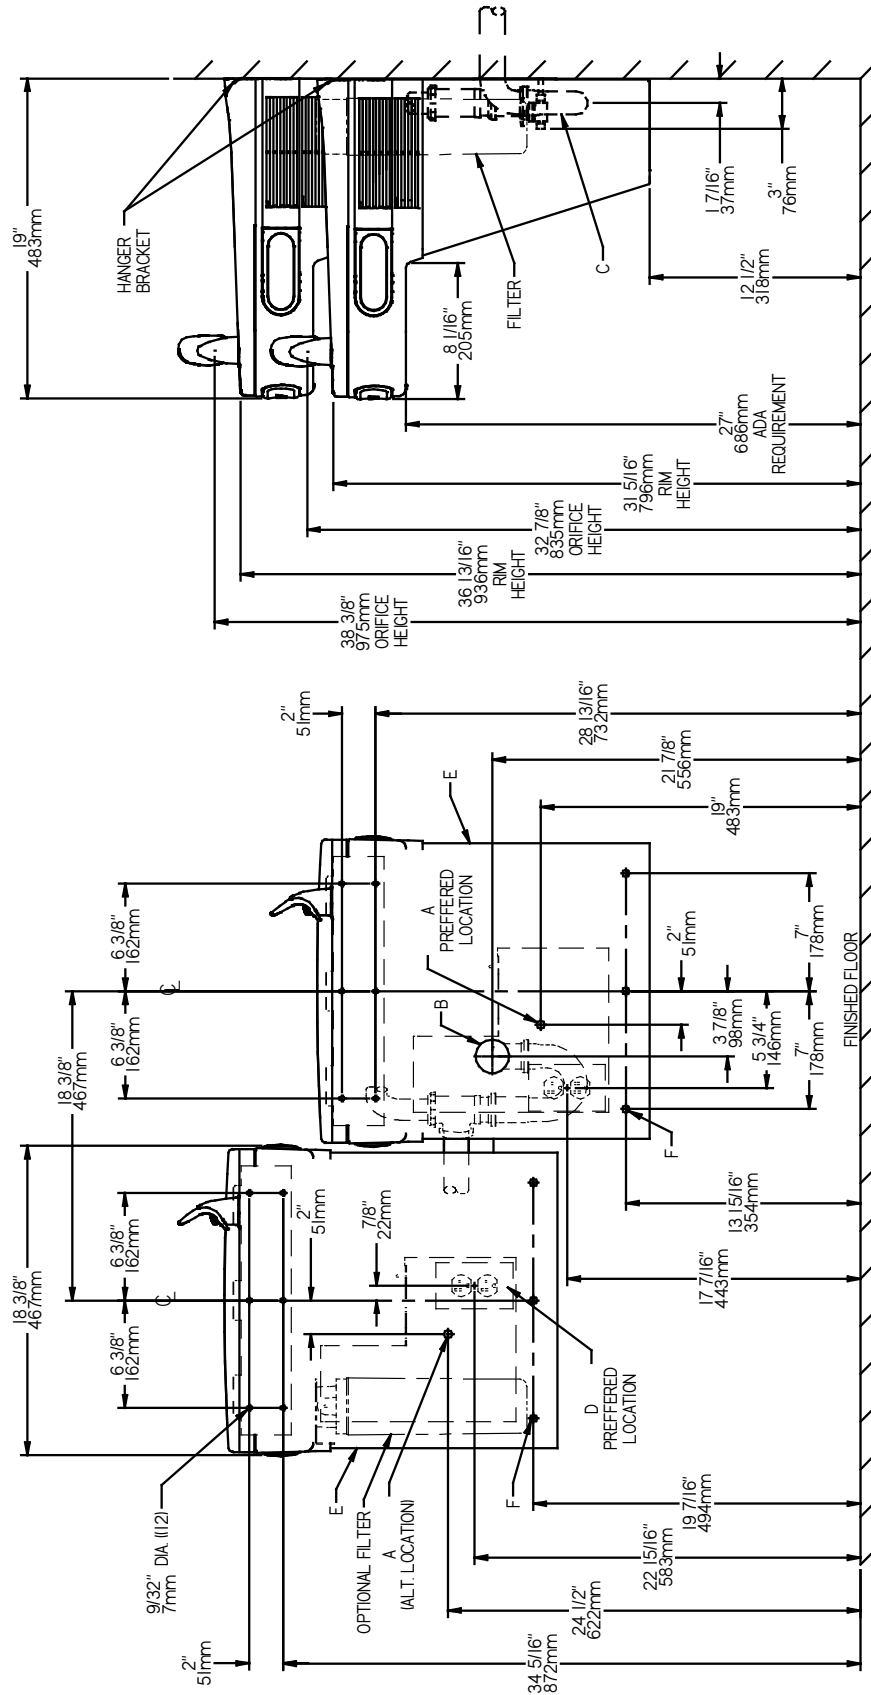 18 3/8"
467mm
18 3/8"
467mm
6 3/8"
162mm
6 3/8"
162mm
6 3/8"
162mm
6 3/8"
162mm
9/32" DIA. (12)
7mm
2"
51mm
CL
CL
2"
51mm
2"
51mm
7/8"
22mm
E
OPTIONAL FILTER
A
(ALT. LOCATION)
F
D
PREFFERED
LOCATION
34 5/16"
872mm
24 1/2"
622mm
22 15/16"
583mm
19 7/16"
494mm
A
PREFFERED
LOCATION
B
E
F
17 7/16"
443mm
13 15/16"
354mm
28 13/16"
732mm
21 7/8"
556mm
19"
483mm
2"
51mm
3 7/8"
98mm
5 3/4"
146mm
7"
178mm
7"
178mm
FINISHED FLOOR
19"
483mm
HANGER
BRACKET
38 3/8"
975mm
ORIFICE
HEIGHT
36 13/16"
936mm
RIM
HEIGHT
32 7/8"
835mm
ORIFICE
HEIGHT
31 5/16"
796mm
RIM
HEIGHT
27"
686mm
ADA
REQUIREMENT
8 1/16"
205mm
FILTER
C
12 1/2"
318mm
1 7/16"
37mm
3"
76mm